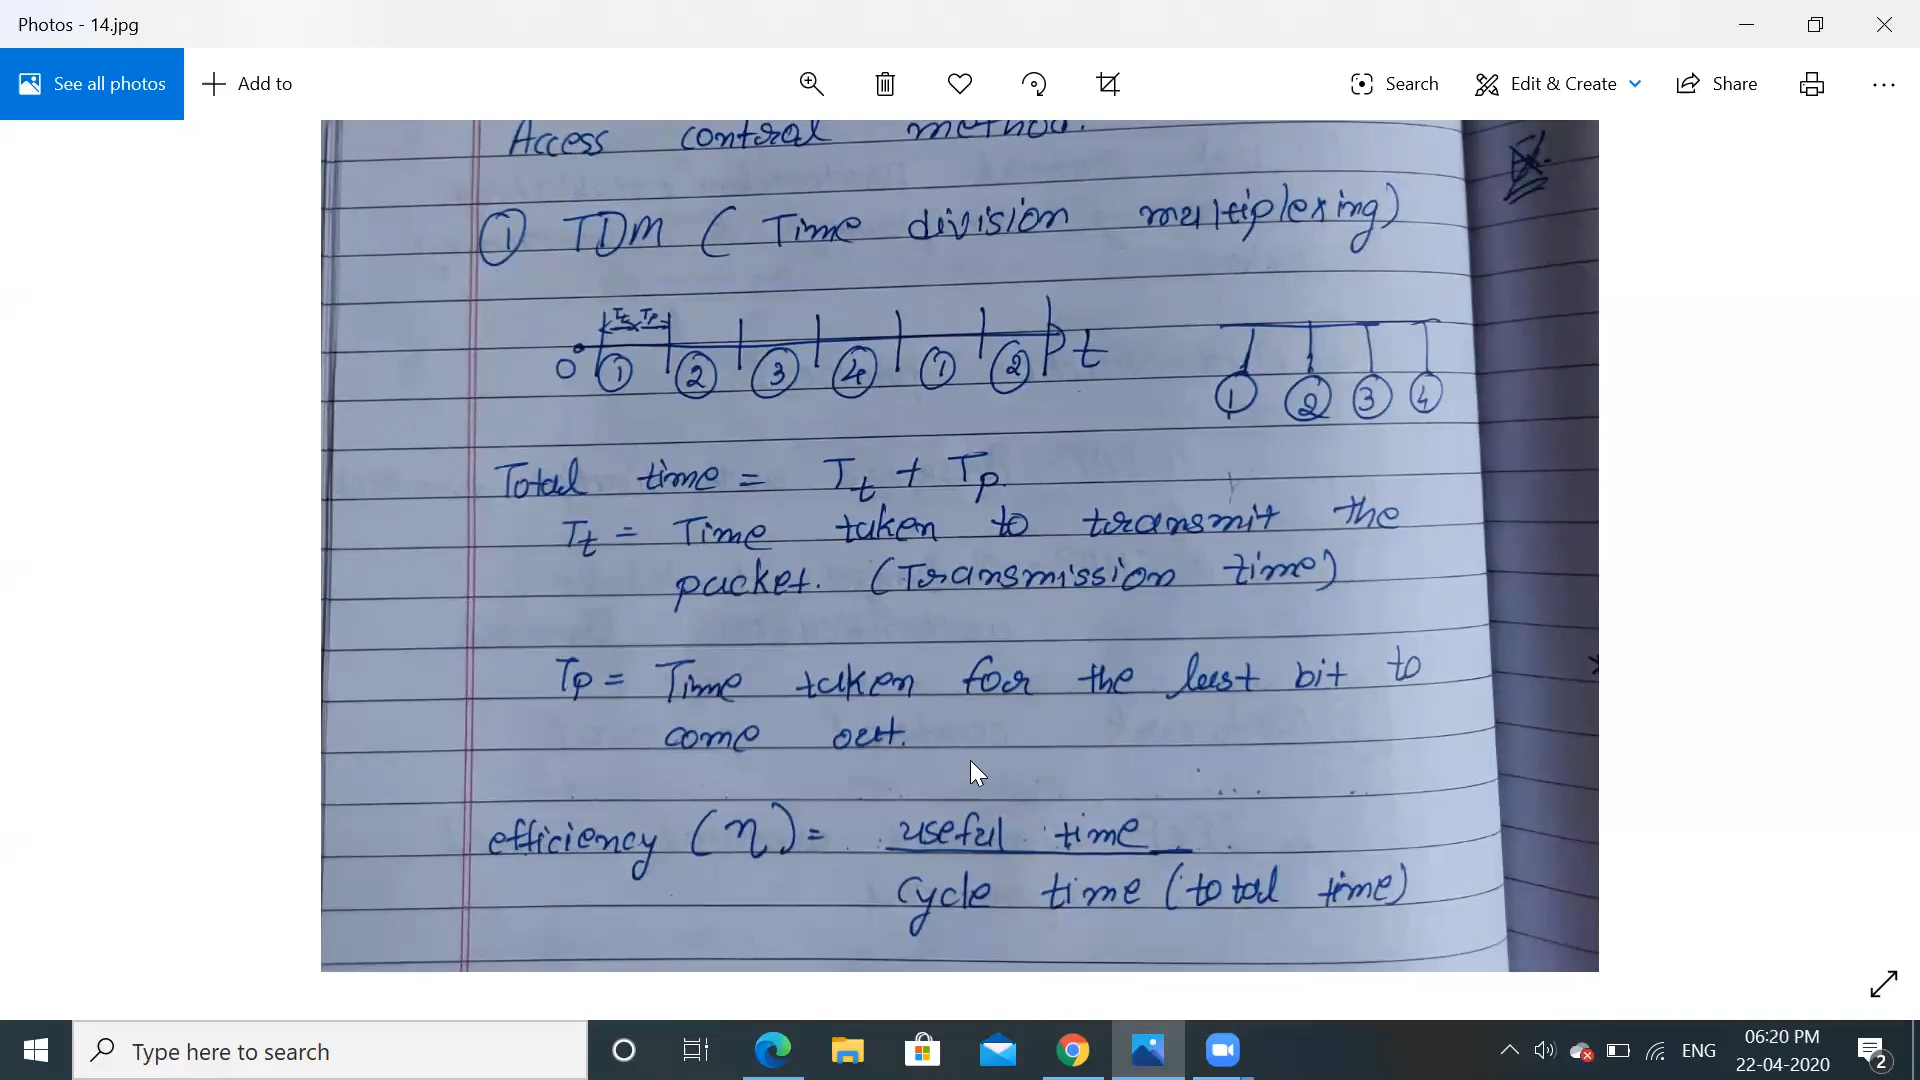 Photos - 14.jpg
See all photos
Add to
Search
Edit & Create
Share
Access control method.
① TDM ( Time division multiplexing)
Tt Tp
0 ① ② ③ ④ ① ② t
① ② ③ ④
Total time = Tt + Tp
Tt = Time taken to transmit the
packet. (Transmission time)
Tp = Time taken for the last bit to
come out.
efficiency (η) = useful time
cycle time (total time)
Type here to search
ENG
06:20 PM
22-04-2020
2